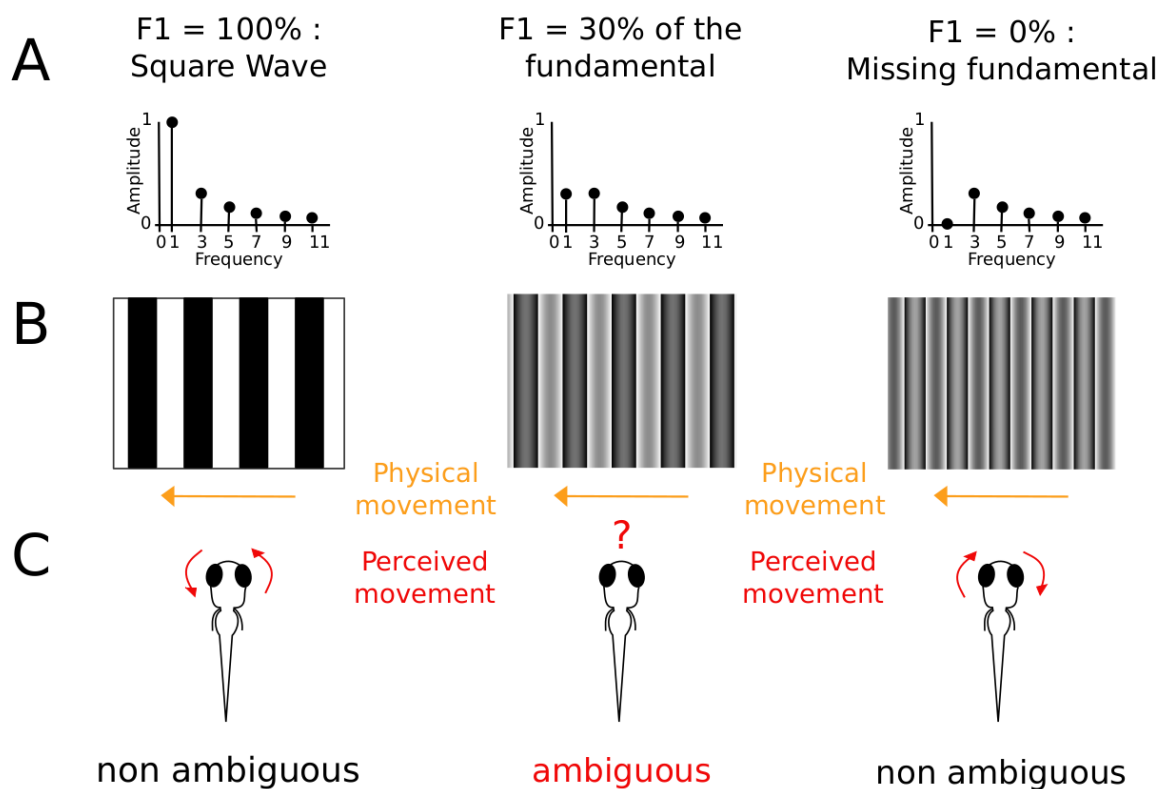 A
F1 = 100% :
Square Wave
F1 = 30% of the
fundamental
F1 = 0% :
Missing fundamental
1
Amplitude
0
0 1 3 5 7 9 11
Frequency
1
Amplitude
0
0 1 3 5 7 9 11
Frequency
1
Amplitude
0
0 1 3 5 7 9 11
Frequency
B
Physical
movement
Physical
movement
C
Perceived
movement
?
Perceived
movement
non ambiguous
ambiguous
non ambiguous